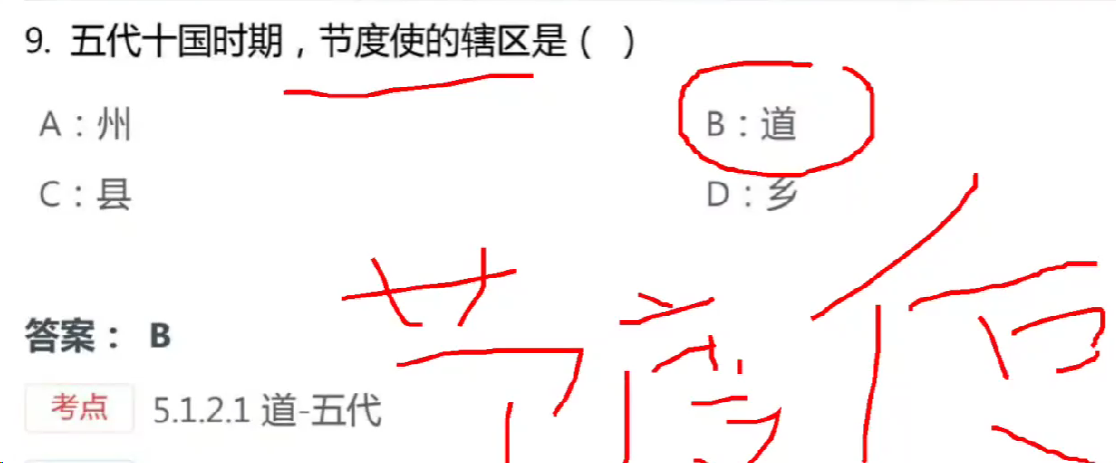 9. 五代十国时期，节度使的辖区是（ ）
A：州 B：道
C：县 D：乡
节度使
答案： B
考点 5.1.2.1 道-五代